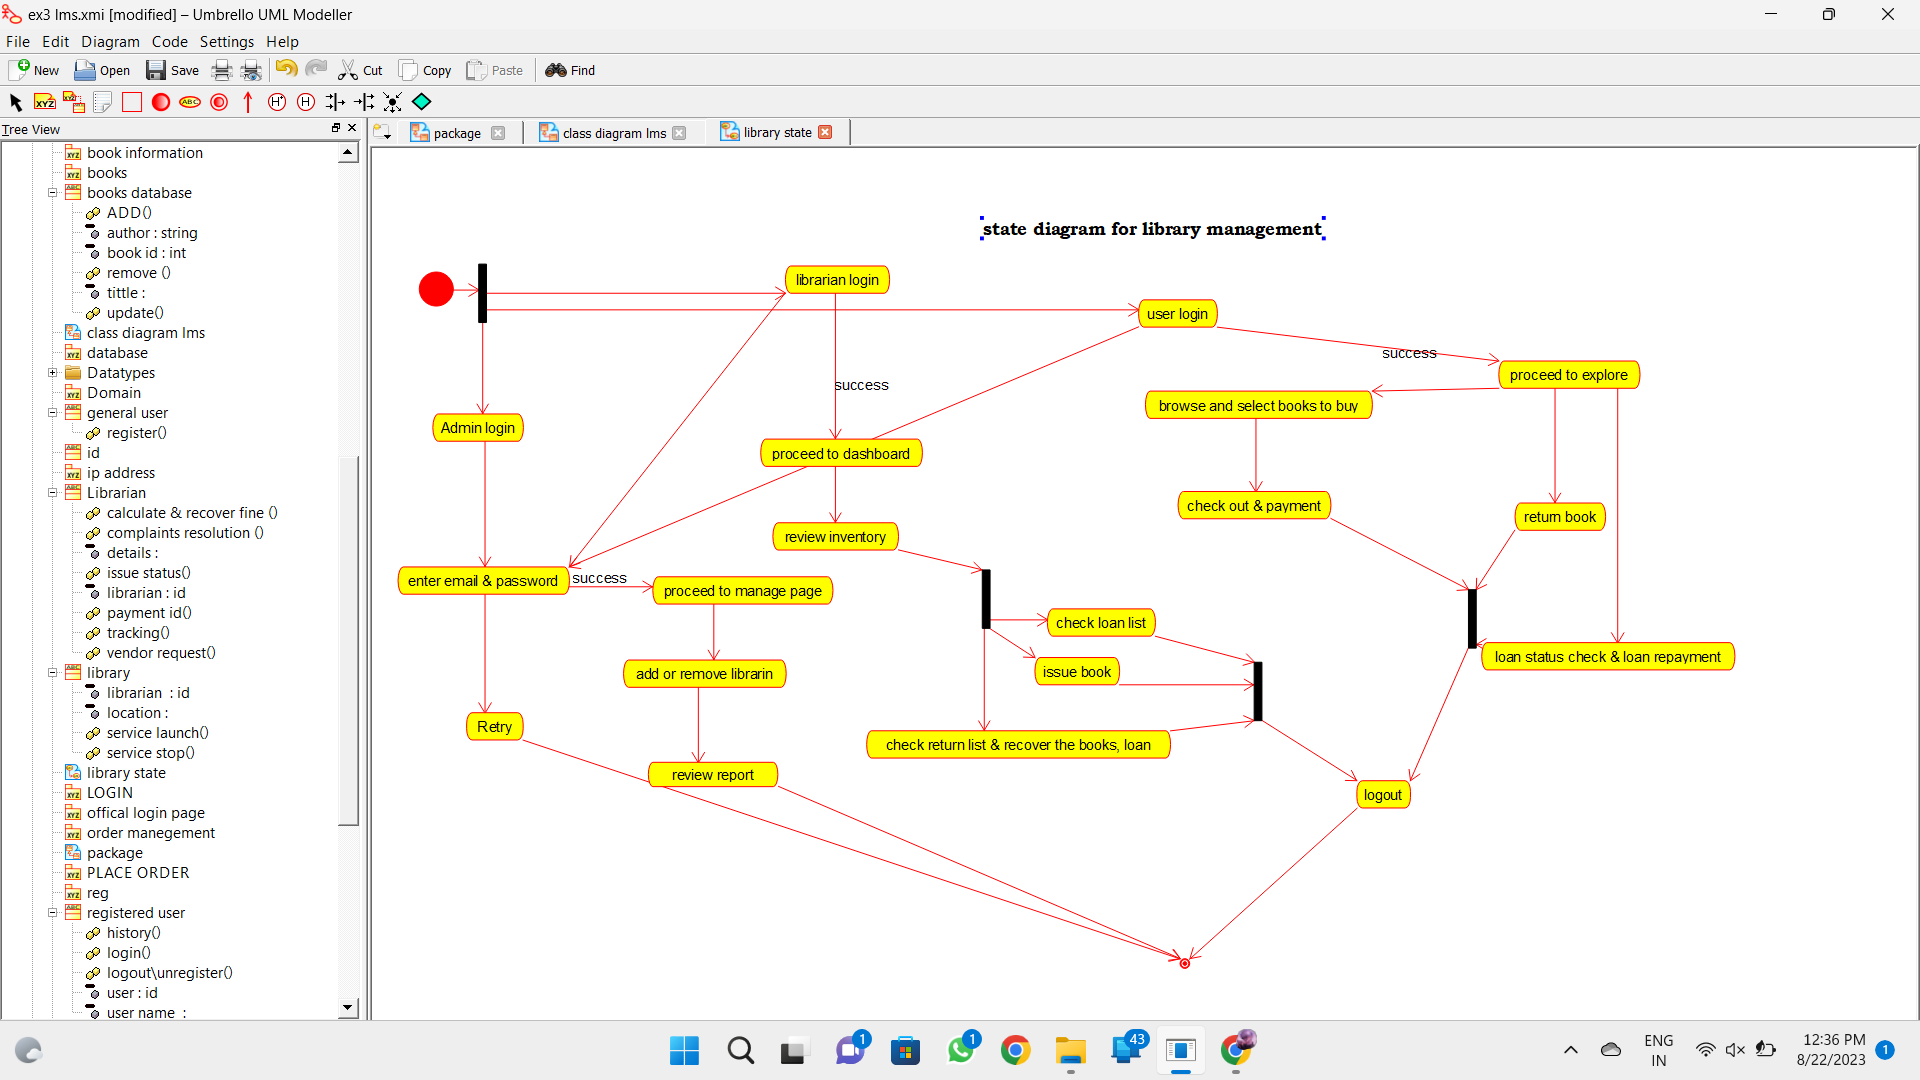 ex3 lms.xmi [modified] – Umbrello UML Modeller
File Edit Diagram Code Settings Help
New Open Save Cut Copy Paste Find
Tree View
package
class diagram lms
library state
book information
books
books database
ADD()
author : string
book id : int
remove ()
tittle :
update()
class diagram lms
database
Datatypes
Domain
general user
register()
id
ip address
Librarian
calculate & recover fine ()
complaints resolution ()
details :
issue status()
librarian : id
payment id()
tracking()
vendor request()
library
librarian : id
location :
service launch()
service stop()
library state
LOGIN
offical login page
order manegement
package
PLACE ORDER
reg
registered user
history()
login()
logout\unregister()
user : id
user name :
state diagram for library management
librarian login
user login
success
proceed to explore
success
browse and select books to buy
Admin login
proceed to dashboard
check out & payment
return book
review inventory
enter email & password
success
proceed to manage page
check loan list
loan status check & loan repayment
add or remove librarin
issue book
Retry
check return list & recover the books, loan
review report
logout
1
1
43
ENG
IN
12:36 PM
8/22/2023
1